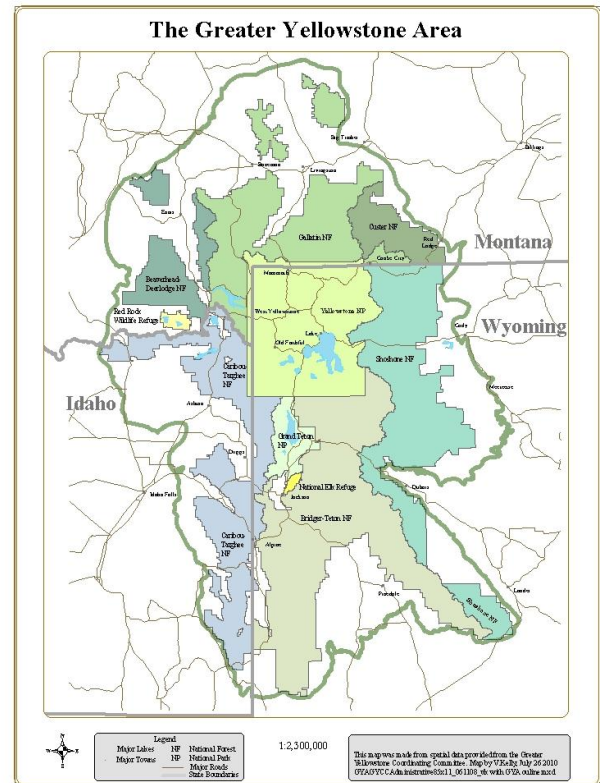 The Greater Yellowstone Area
Big Timber
Billings
Bozeman
Livingston
Ennis
Gallatin NF
Custer NF
Red
Lodge
Montana
Cooke City
Mammoth
Beaverhead-
Deerlodge NF
Red Rock
Wildlife Refuge
West Yellowstone
Yellowstone NP
Lake
Old Faithful
Cody
Wyoming
Shoshone NF
Caribou-
Targhee
NF
Meeteetse
Idaho
Ashton
Grand Teton
NP
Driggs
National Elk Refuge
Jackson
Dubois
Idaho Falls
Bridger-Teton NF
Caribou-
Targhee
NF
Alpine
Pinedale
Lander
Shoshone NF
Legend
Major Lakes NF National Forest
Major Towns NP National Park
Major Roads
State Boundaries
1:2,300,000
This map was made from spatial data provided from the Greater
Yellowstone Coordinating Committee. Map by V.Kelly, July 26 2010